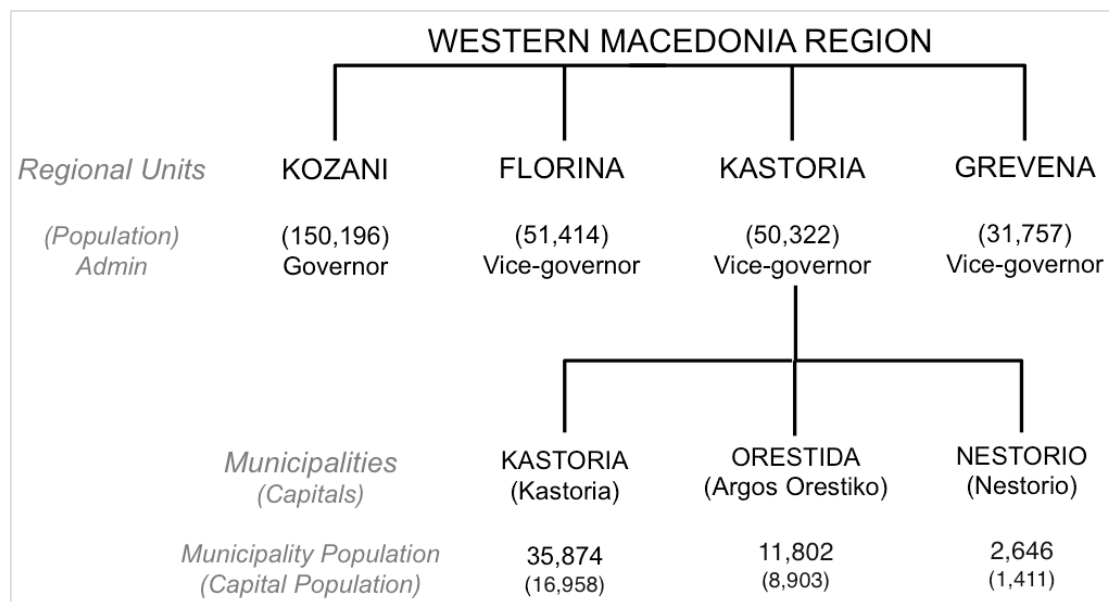 WESTERN MACEDONIA REGION
Regional Units KOZANI FLORINA KASTORIA GREVENA
(Population) (150,196) (51,414) (50,322) (31,757)
Admin Governor Vice-governor Vice-governor Vice-governor
Municipalities KASTORIA ORESTIDA NESTORIO
(Capitals) (Kastoria) (Argos Orestiko) (Nestorio)
Municipality Population 35,874 11,802 2,646
(Capital Population) (16,958) (8,903) (1,411)